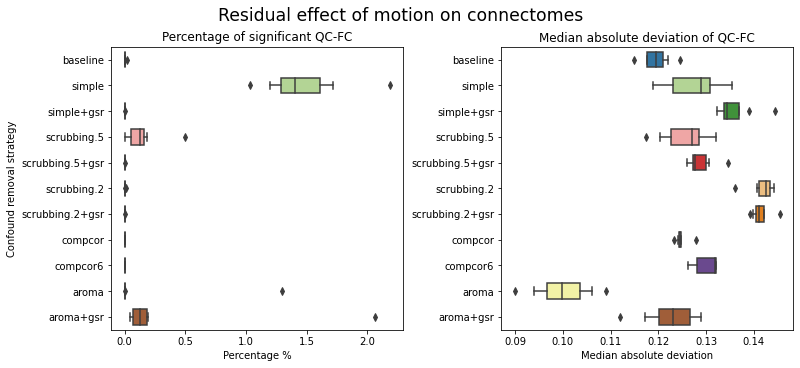 Residual effect of motion on connectomes
Percentage of significant QC-FC
Confound removal strategy
baseline
simple
simple+gsr
scrubbing.5
scrubbing.5+gsr
scrubbing.2
scrubbing.2+gsr
compcor
compcor6
aroma
aroma+gsr
0.0 0.5 1.0 1.5 2.0
Percentage %
Median absolute deviation of QC-FC
baseline
simple
simple+gsr
scrubbing.5
scrubbing.5+gsr
scrubbing.2
scrubbing.2+gsr
compcor
compcor6
aroma
aroma+gsr
0.09 0.10 0.11 0.12 0.13 0.14
Median absolute deviation